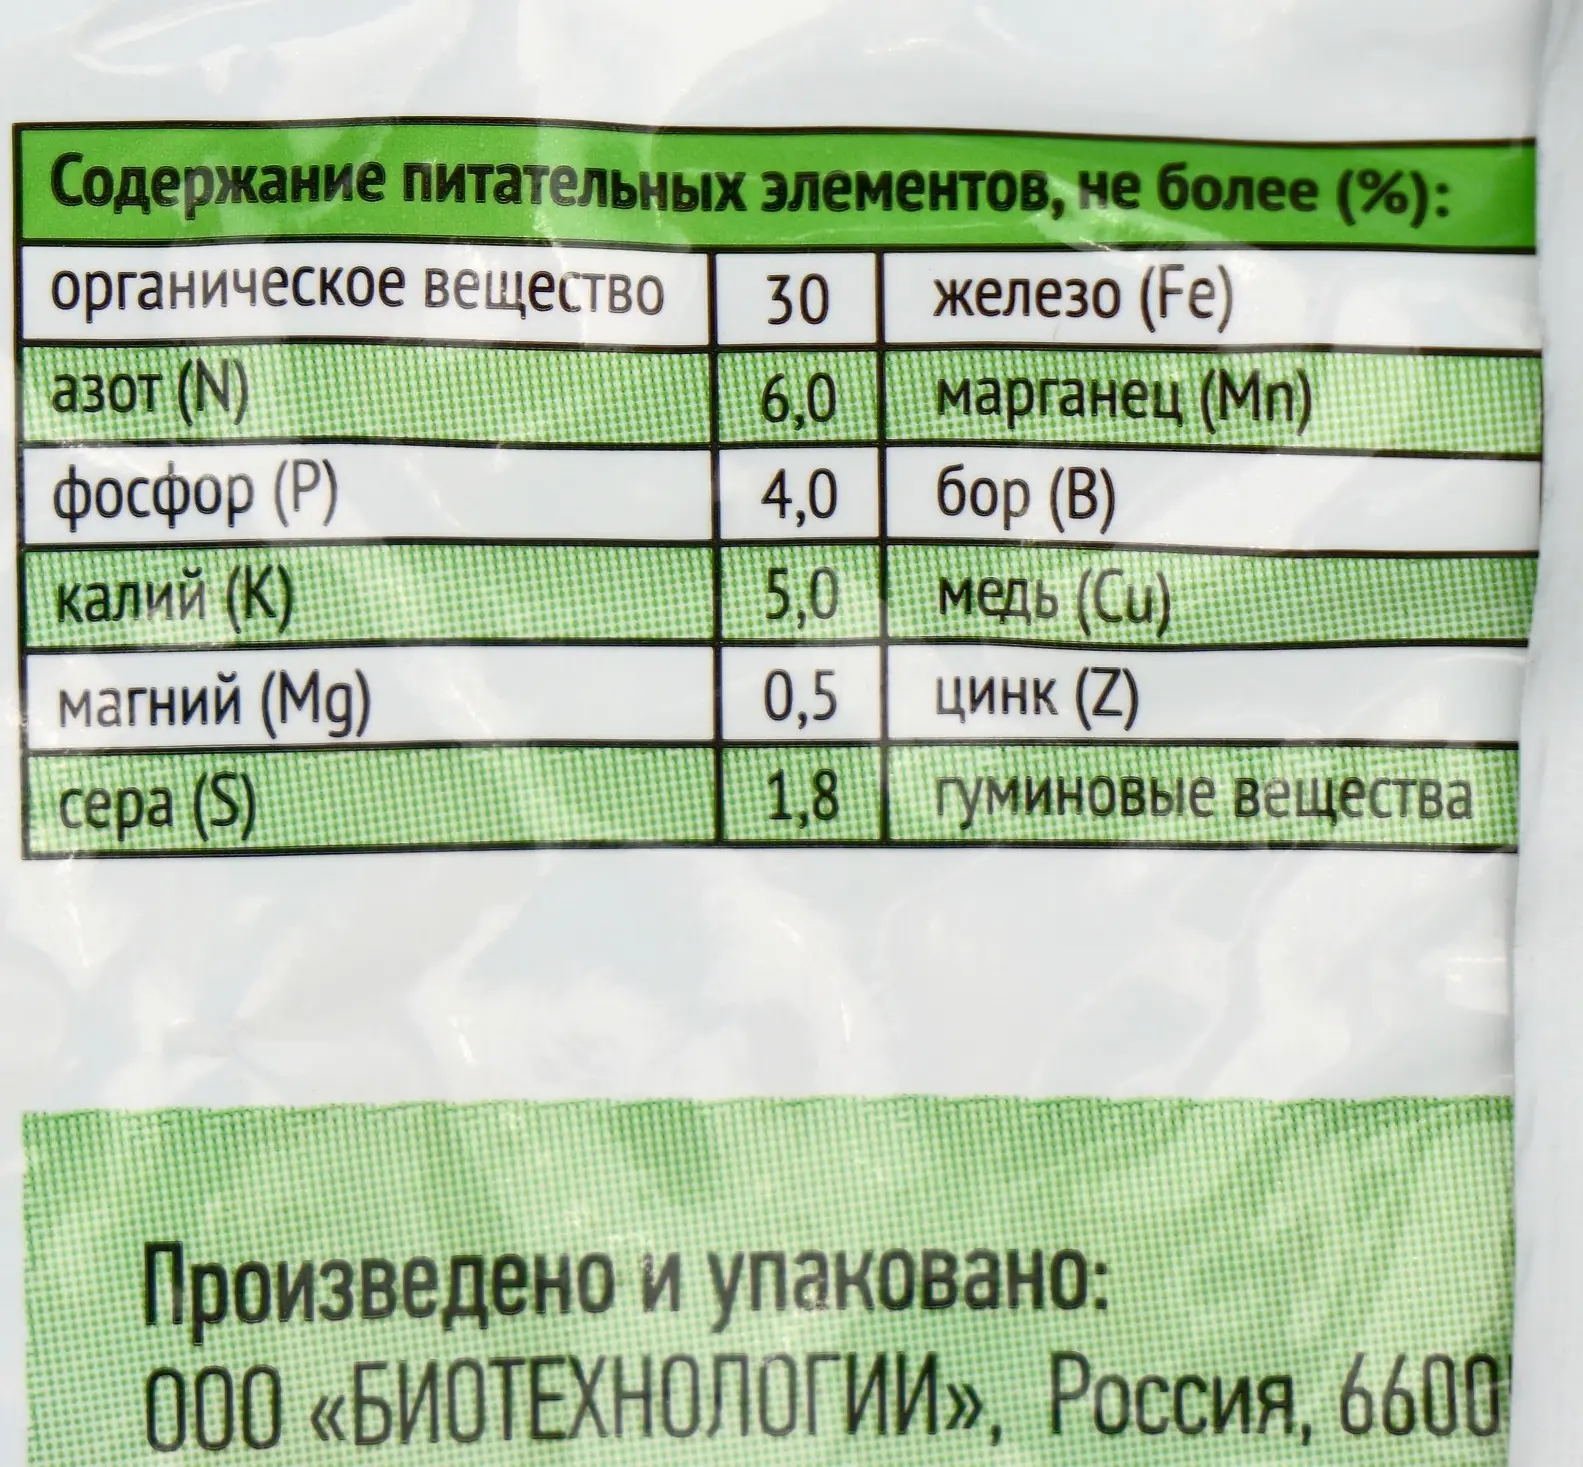 Содержание питательных элементов, не более (%):
органическое вещество 30 железо (Fe)
азот (N) 6,0 марганец (Mn)
фосфор (P) 4,0 бор (B)
калий (K) 5,0 медь (Cu)
магний (Mg) 0,5 цинк (Z)
сера (S) 1,8 гуминовые вещества
Произведено и упаковано:
ООО «БИОТЕХНОЛОГИИ», Россия, 6600